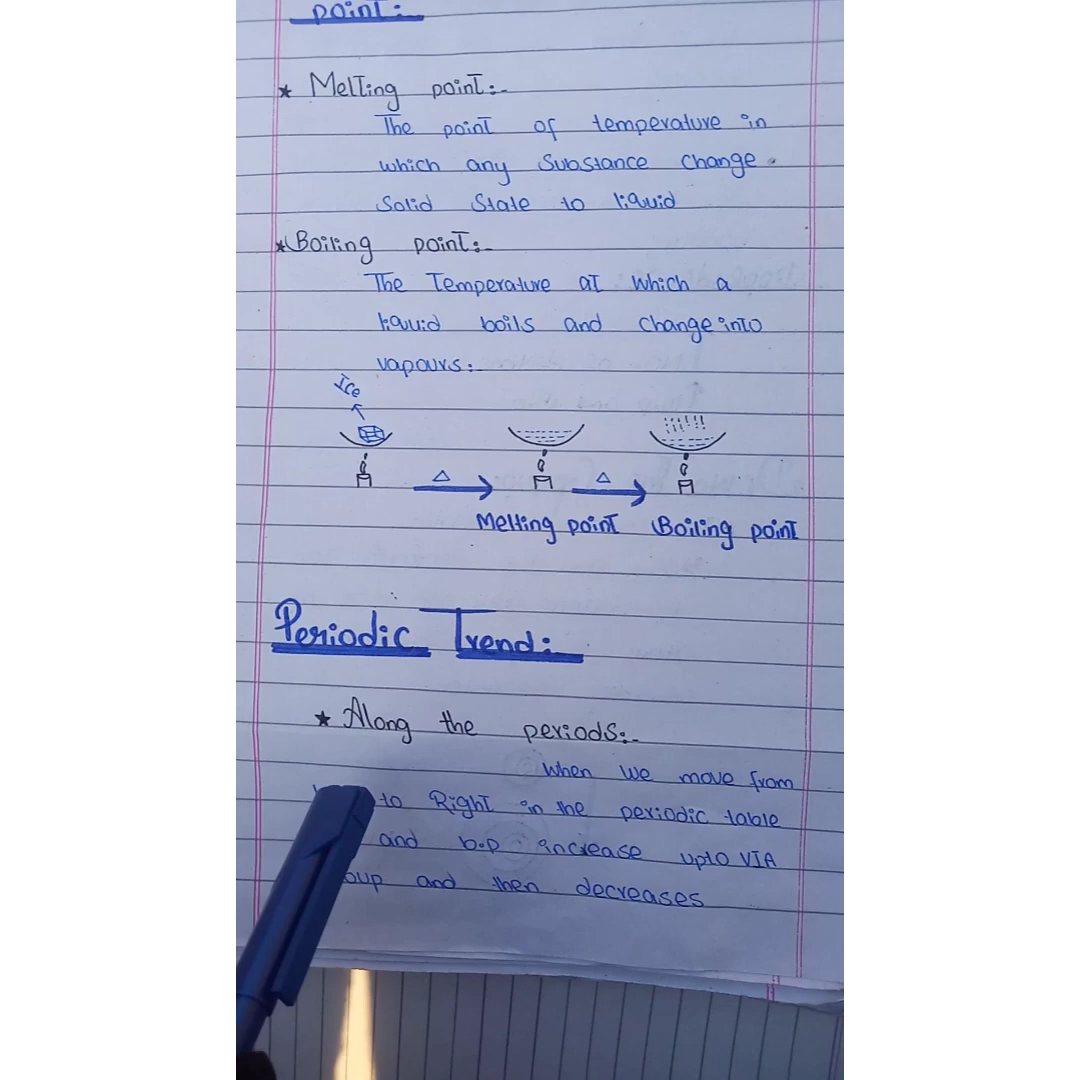 point:
* Melting point:-
The point of temperature in
which any Substance change
Solid State to liquid
*Boiling point:-
The Temperature at which a
liquid boils and change into
vapours:-
Ice
Melting point Boiling point
Periodic Trend:
* Along the periods:-
when we move from
to Right in the periodic table
and b.p increase upto VIA
and then decreases